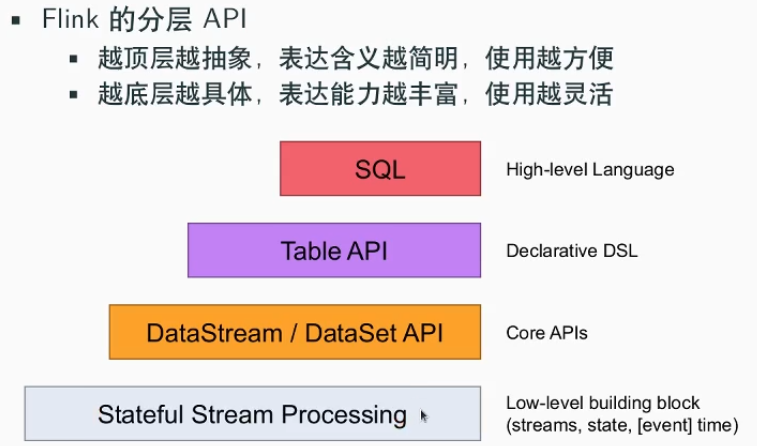 Flink 的分层 API
越顶层越抽象，表达含义越简明，使用越方便
越底层越具体，表达能力越丰富，使用越灵活
SQL
High-level Language
Table API
Declarative DSL
DataStream / DataSet API
Core APIs
Stateful Stream Processing
Low-level building block
(streams, state, [event] time)